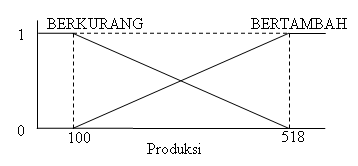 BERKURANG BERTAMBAH
1
0
100 518
Produksi